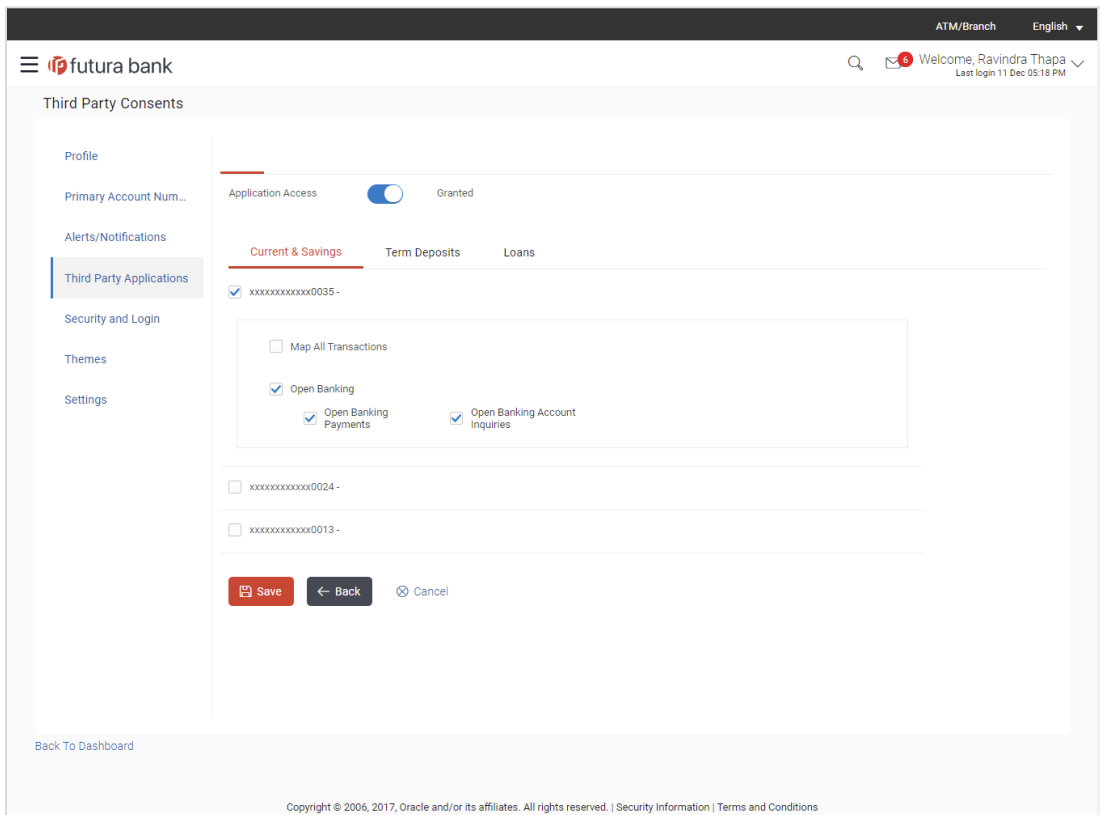 ATM/Branch English
futura bank
6
Welcome, Ravindra Thapa
Last login 11 Dec 05:18 PM
Third Party Consents
Profile
Primary Account Num...
Alerts/Notifications
Third Party Applications
Security and Login
Themes
Settings
Application Access Granted
Current & Savings Term Deposits Loans
xxxxxxxxxxxx0035 -
Map All Transactions
Open Banking
Open Banking
Payments
Open Banking Account
Inquiries
xxxxxxxxxxxx0024 -
xxxxxxxxxxxx0013 -
Save Back Cancel
Back To Dashboard
Copyright © 2006, 2017, Oracle and/or its affiliates. All rights reserved. | Security Information | Terms and Conditions